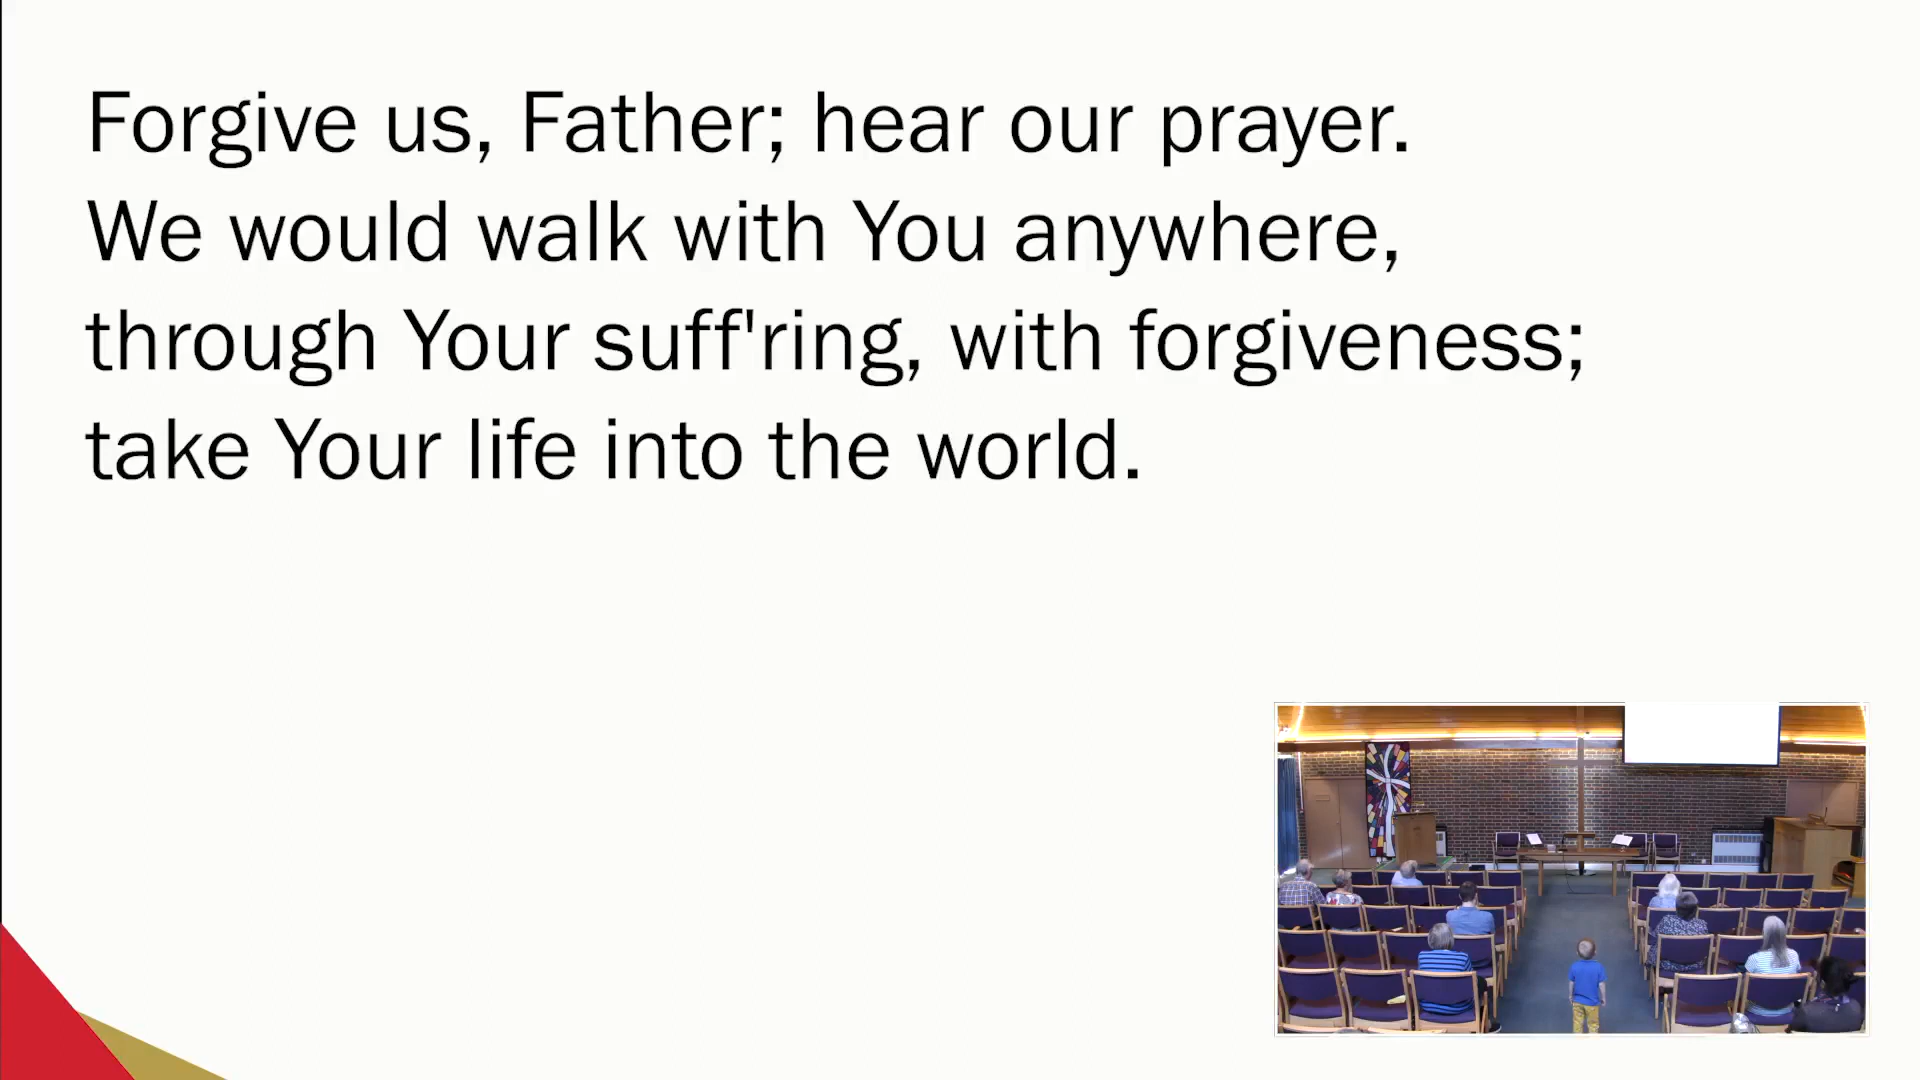 Forgive us, Father; hear our prayer.
We would walk with You anywhere,
through Your suff'ring, with forgiveness;
take Your life into the world.